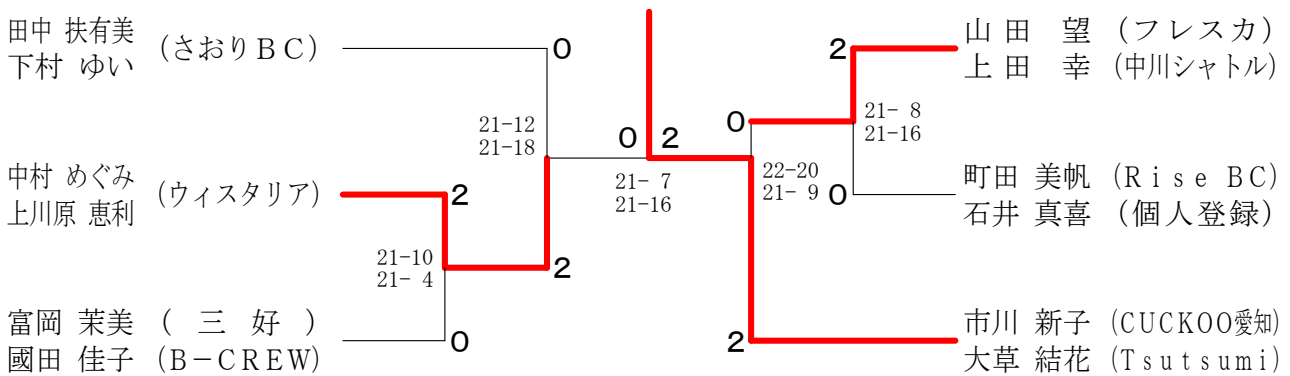 田中 扶有美 (さおりBC)
下村 ゆい
0
21-12
21-18
中村 めぐみ (ウィスタリア)
上川原 恵利
2
21-10
21- 4
2
富岡 茉美 ( 三 好 )
國田 佳子 (B-CREW)
0
0 2
21- 7
21-16
山田 望 (フレスカ)
上田 幸 (中川シャトル)
2
0
21- 8
21-16
22-20
21- 9
0
町田 美帆 (Rise BC)
石井 真喜 (個人登録)
2
市川 新子 (CUCKOO愛知)
大草 結花 (Tsutsumi)